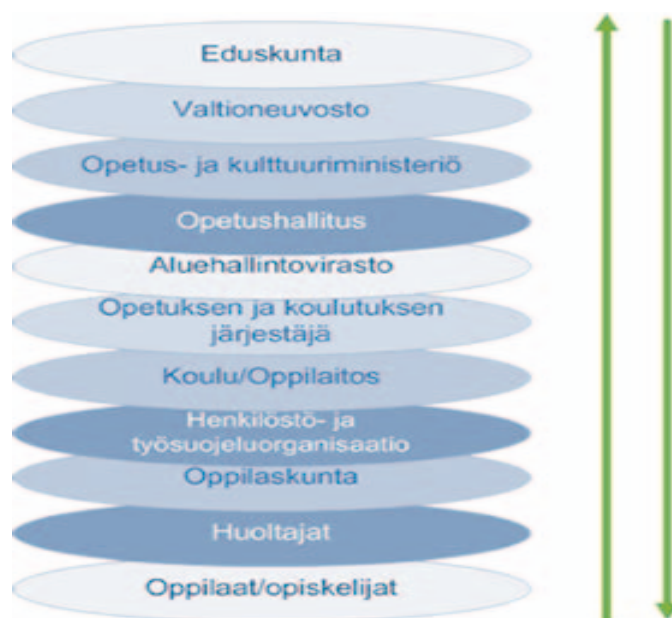 Eduskunta
Valtioneuvosto
Opetus- ja kulttuuriministeriö
Opetushallitus
Aluehallintovirasto
Opetuksen ja koulutuksen
järjestäjä
Koulu/Oppilaitos
Henkilöstö- ja
työsuojeluorganisaatio
Oppilaskunta
Huoltajat
Oppilaat/opiskelijat